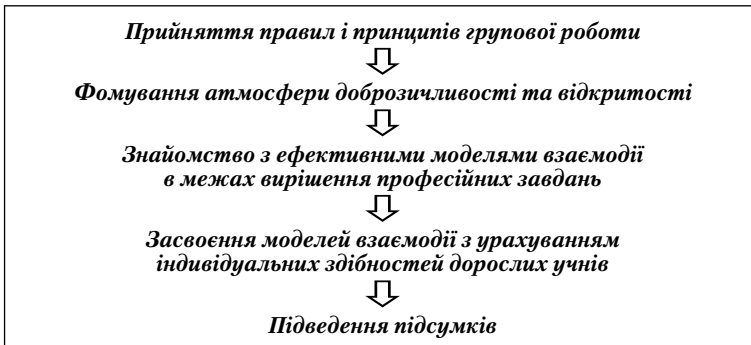 Прийняття правил і принципів групової роботи
Фомування атмосфери доброзичливості та відкритості
Знайомство з ефективними моделями взаємодії
в межах вирішення професійних завдань
Засвоєння моделей взаємодії з урахуванням
індивідуальних здібностей дорослих учнів
Підведення підсумків